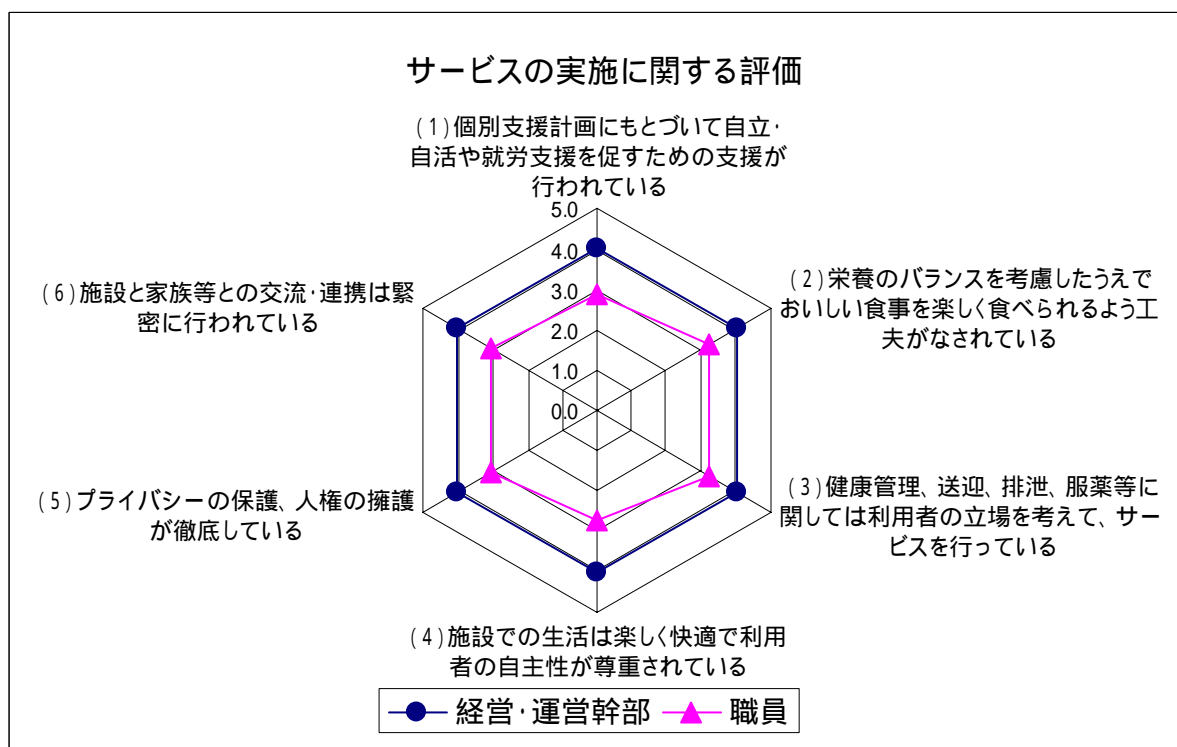 サービスの実施に関する評価
(1)個別支援計画にもとづいて自立・
自活や就労支援を促すための支援が
行われている
5.0
4.0
3.0
2.0
1.0
0.0
(2)栄養のバランスを考慮したうえで
おいしい食事を楽しく食べられるよう工
夫がなされている
(3)健康管理、送迎、排泄、服薬等に
関しては利用者の立場を考えて、サー
ビスを行っている
(4)施設での生活は楽しく快適で利用
者の自主性が尊重されている
(5)プライバシーの保護、人権の擁護
が徹底している
(6)施設と家族等との交流・連携は緊
密に行われている
経営・運営幹部
職員